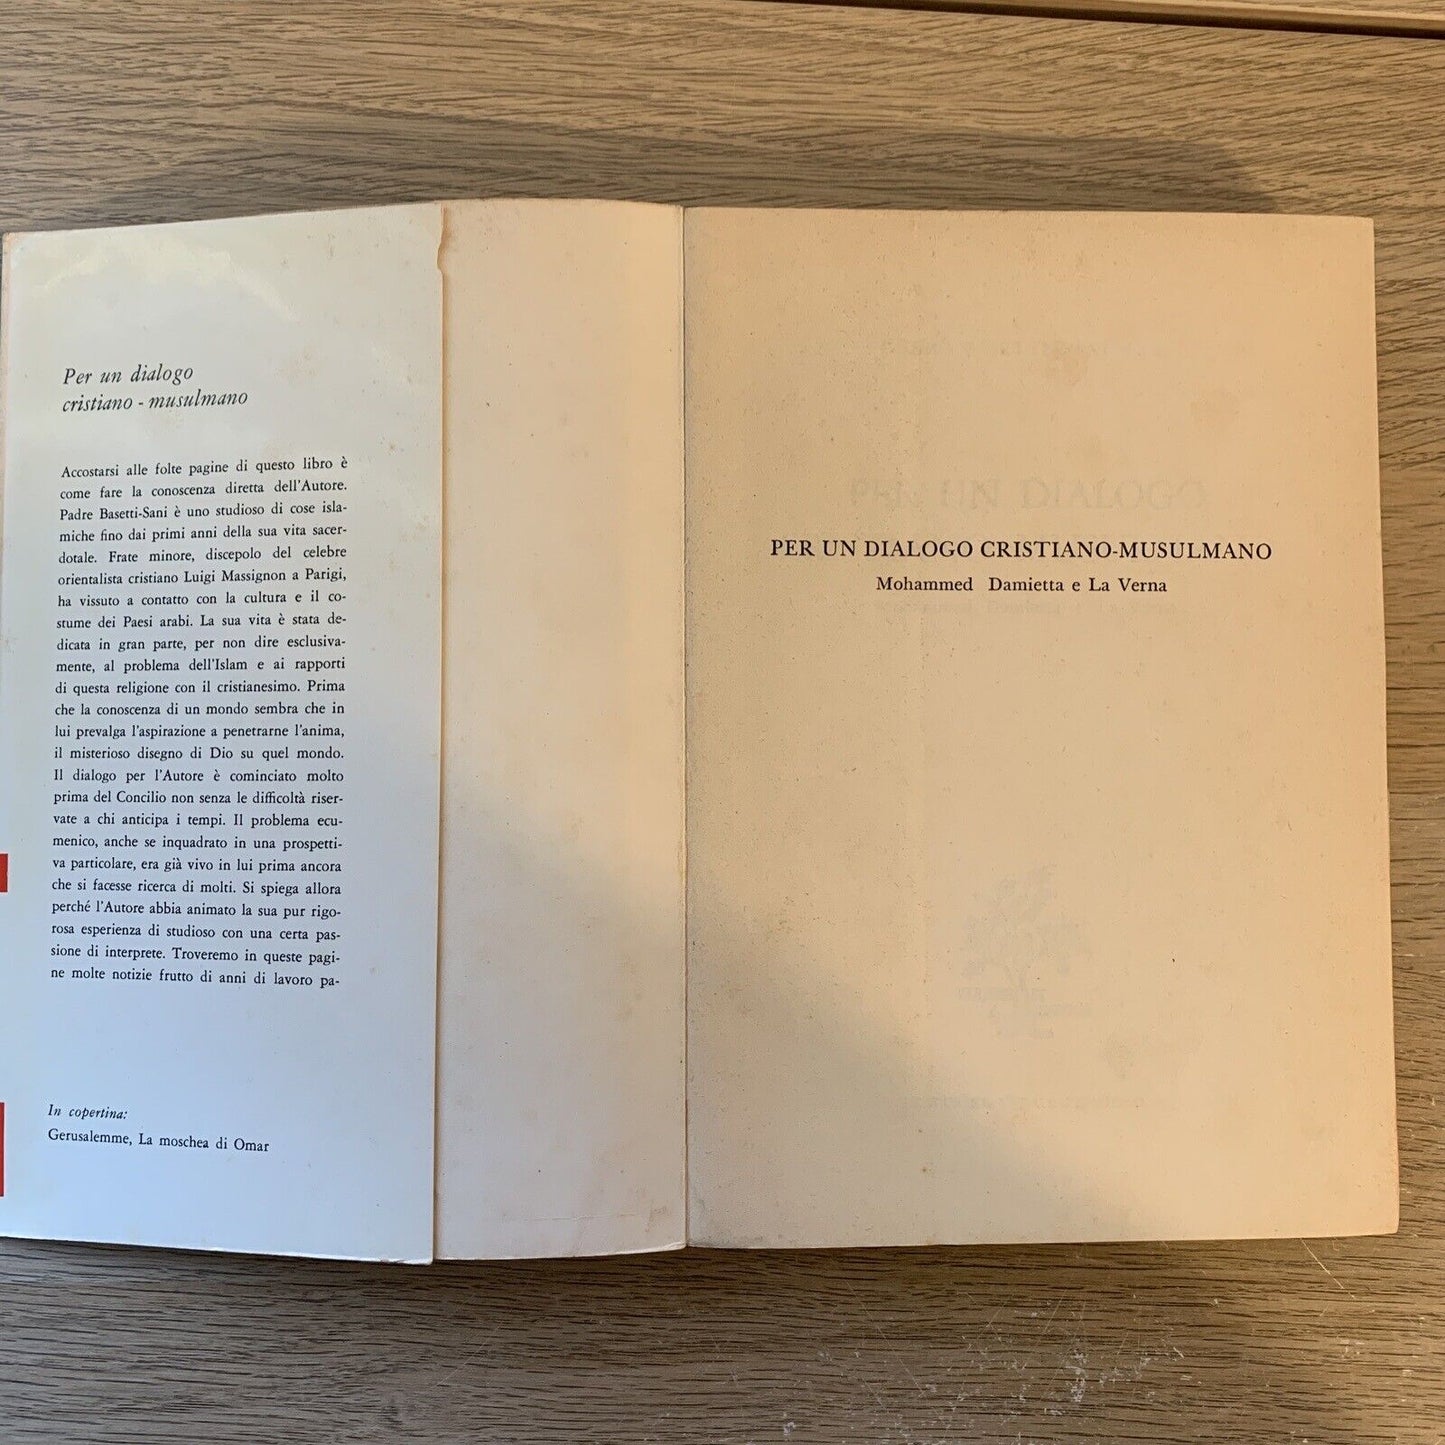 Per un dialogo
cristiano - musulmano
Accostarsi alle folte pagine di questo libro è
come fare la conoscenza diretta dell'Autore.
Padre Basetti-Sani è uno studioso di cose isla-
miche fino dai primi anni della sua vita sacer-
dotale. Frate minore, discepolo del celebre
orientalista cristiano Luigi Massignon a Parigi,
ha vissuto a contatto con la cultura e il co-
stume dei Paesi arabi. La sua vita è stata de-
dicata in gran parte, per non dire esclusiva-
mente, al problema dell'Islam e ai rapporti
di questa religione con il cristianesimo. Prima
che la conoscenza di un mondo sembra che in
lui prevalga l'aspirazione a penetrarne l'anima,
il misterioso disegno di Dio su quel mondo.
Il dialogo per l'Autore è cominciato molto
prima del Concilio non senza le difficoltà riser-
vate a chi anticipa i tempi. Il problema ecu-
menico, anche se inquadrato in una prospetti-
va particolare, era già vivo in lui prima ancora
che si facesse ricerca di molti. Si spiega allora
perché l'Autore abbia animato la sua pur rigo-
rosa esperienza di studioso con una certa pas-
sione di interprete. Troveremo in queste pagi-
ne molte notizie frutto di anni di lavoro pa-
In copertina:
Gerusalemme, La moschea di Omar
PER UN DIALOGO
PER UN DIALOGO CRISTIANO-MUSULMANO
Mohammed Damietta e La Verna